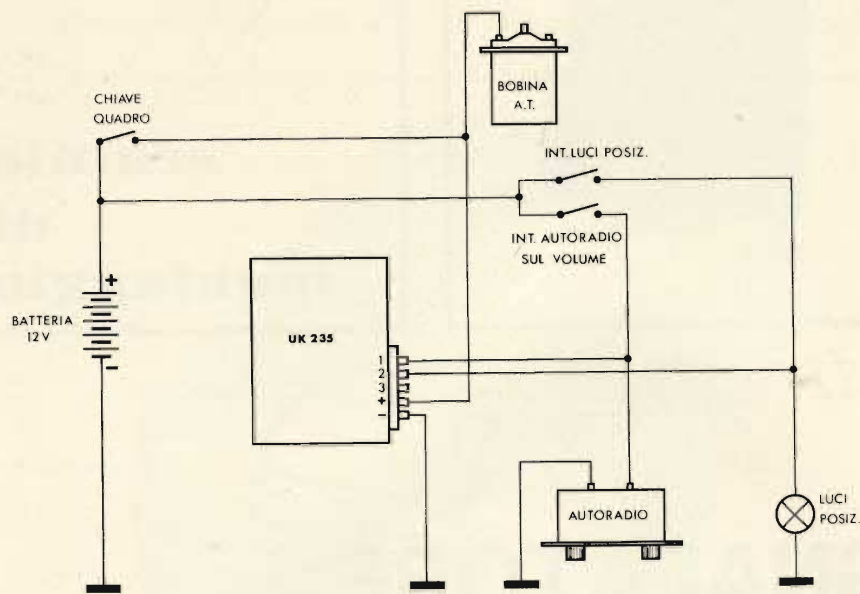 BOBINA
A.T.
CHIAVE
QUADRO
INT. LUCI POSIZ.
INT. AUTORADIO
SUL VOLUME
+
BATTERIA
12V
-
UK 235
1
2
3
+
-
AUTORADIO
LUCI
POSIZ.